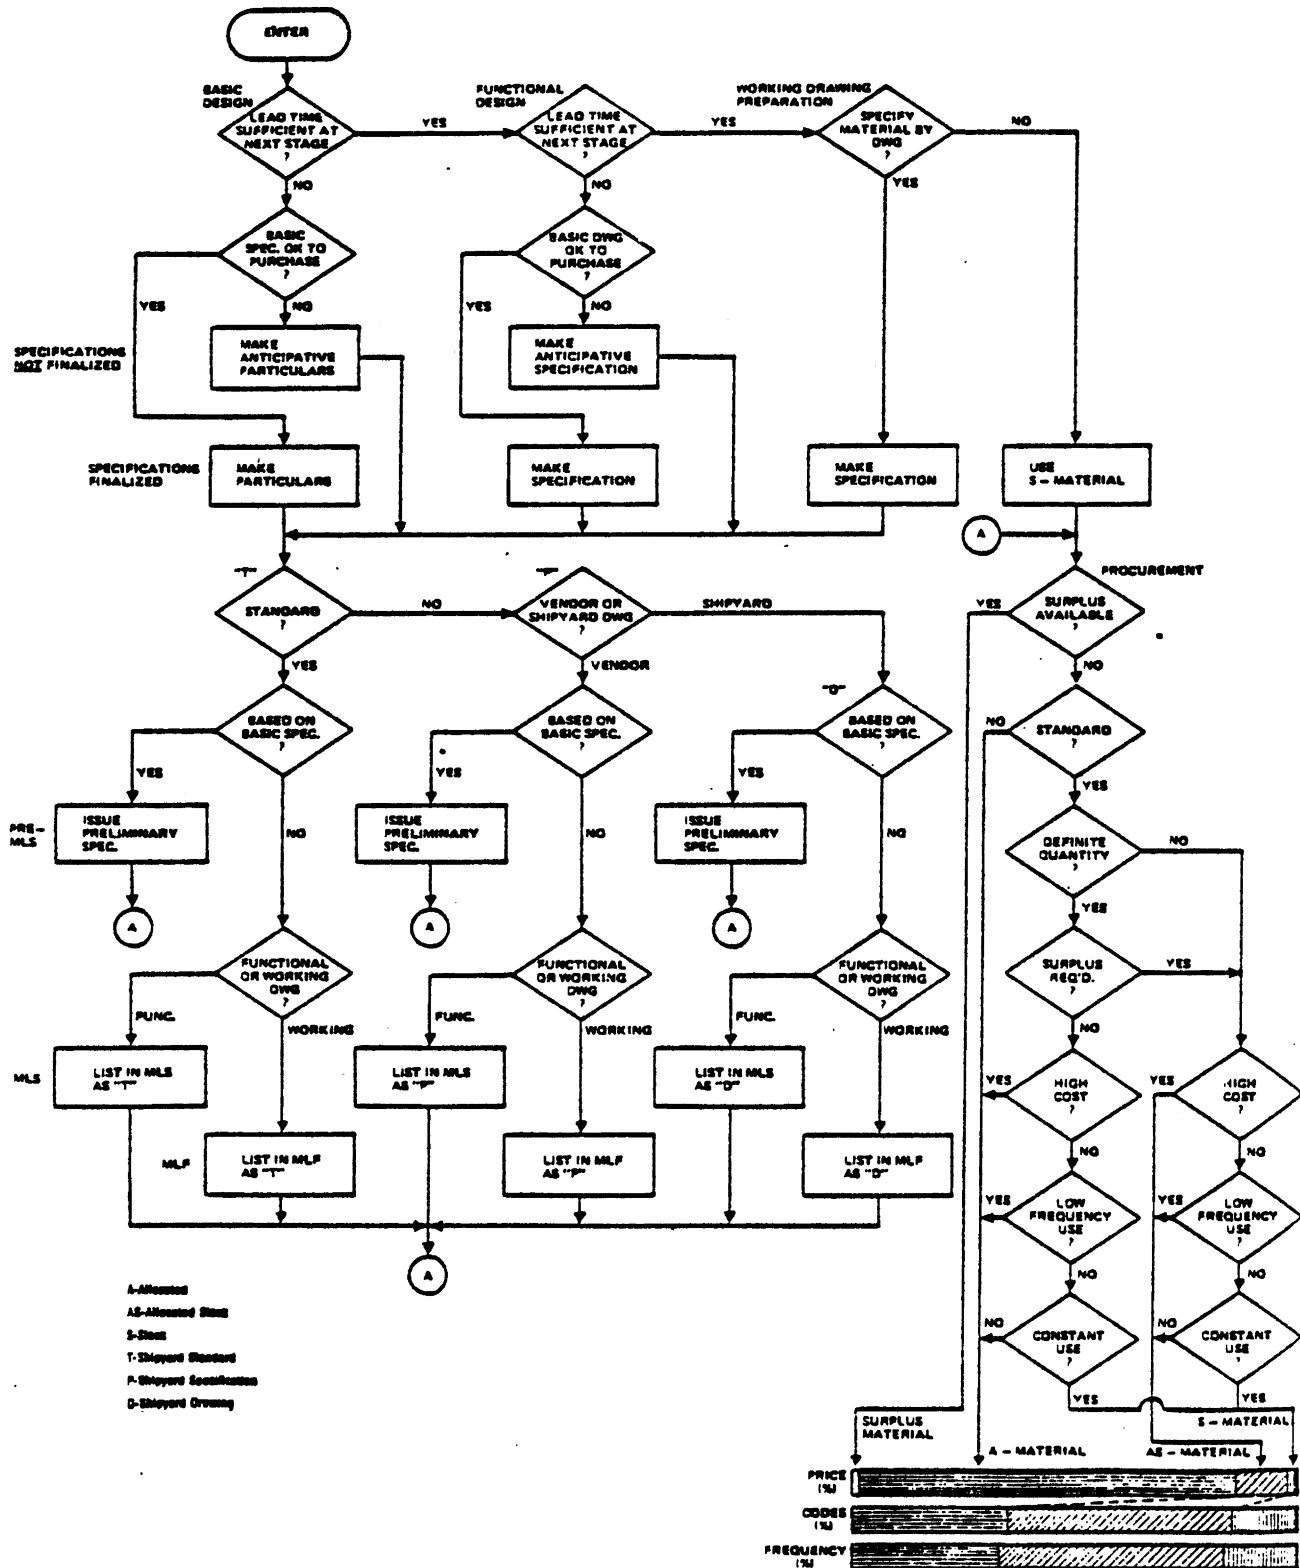 ENTER
BASIC
DESIGN
LEAD TIME
SUFFICIENT AT
NEXT STAGE
?
YES
FUNCTIONAL
DESIGN
LEAD TIME
SUFFICIENT AT
NEXT STAGE
?
YES
WORKING DRAWING
PREPARATION
SPECIFY
MATERIAL BY
DWG
?
NO
NO
NO
YES
BASIC
SPEC. OK TO
PURCHASE
?
BASIC DWG
OK TO
PURCHASE
?
YES
NO
YES
NO
SPECIFICATIONS
NOT FINALIZED
MAKE
ANTICIPATIVE
PARTICULARS
MAKE
ANTICIPATIVE
SPECIFICATION
SPECIFICATIONS
FINALIZED
MAKE
PARTICULARS
MAKE
SPECIFICATION
MAKE
SPECIFICATION
USE
S - MATERIAL
A
"T"
STANDARD
?
NO
"P"
VENDOR OR
SHIPYARD DWG
?
SHIPYARD
PROCUREMENT
YES
SURPLUS
AVAILABLE
?
YES
VENDOR
NO
BASED ON
BASIC SPEC.
?
BASED ON
BASIC SPEC.
?
"D"
BASED ON
BASIC SPEC.
?
NO
STANDARD
?
YES
YES
YES
YES
PRE-
MLS
ISSUE
PRELIMINARY
SPEC.
NO
ISSUE
PRELIMINARY
SPEC.
NO
ISSUE
PRELIMINARY
SPEC.
NO
DEFINITE
QUANTITY
?
NO
YES
A
A
A
FUNCTIONAL
OR WORKING
DWG
?
FUNCTIONAL
OR WORKING
DWG
?
FUNCTIONAL
OR WORKING
DWG
?
SURPLUS
REQ'D.
?
YES
FUNC.
WORKING
FUNC.
WORKING
FUNC.
WORKING
NO
MLS
LIST IN MLS
AS "T"
LIST IN MLS
AS "P"
LIST IN MLS
AS "D"
YES
HIGH
COST
?
YES
HIGH
COST
?
NO
NO
MLF
LIST IN MLF
AS "T"
LIST IN MLF
AS "P"
LIST IN MLF
AS "D"
YES
LOW
FREQUENCY
USE
?
YES
LOW
FREQUENCY
USE
?
NO
NO
A
A-Allocated
AS-Allocated Stock
S-Stock
T-Shipyard Standard
P-Shipyard Specification
D-Shipyard Drawing
NO
CONSTANT
USE
?
NO
CONSTANT
USE
?
YES
YES
SURPLUS
MATERIAL
A - MATERIAL
AS - MATERIAL
S - MATERIAL
PRICE
(%)
CODES
(%)
FREQUENCY
(%)